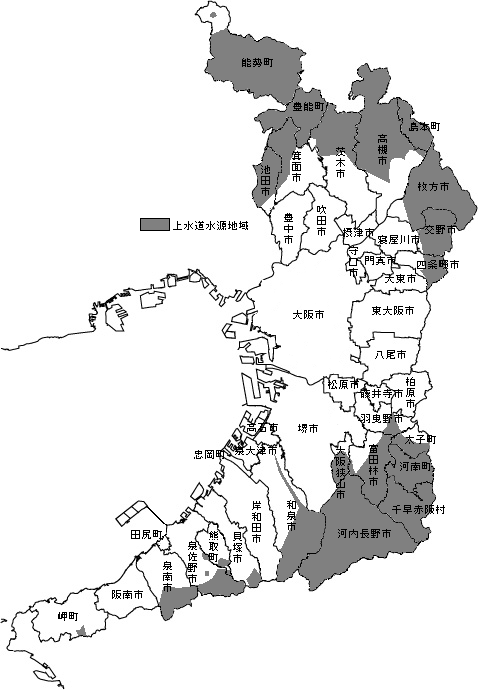 能勢町
豊能町
島本町
高槻市
茨木市
箕面市
池田市
枚方市
吹田市
豊中市
上水道水源地域
交野市
摂津市
寝屋川市
守口市
門真市
四条畷市
大東市
大阪市
東大阪市
八尾市
松原市
柏原市
藤井寺市
羽曳野市
高石市
堺市
太子町
忠岡町
泉大津市
大阪狭山市
富田林市
河南町
千早赤阪村
和泉市
岸和田市
河内長野市
田尻町
熊取町
貝塚市
泉佐野市
泉南市
阪南市
岬町